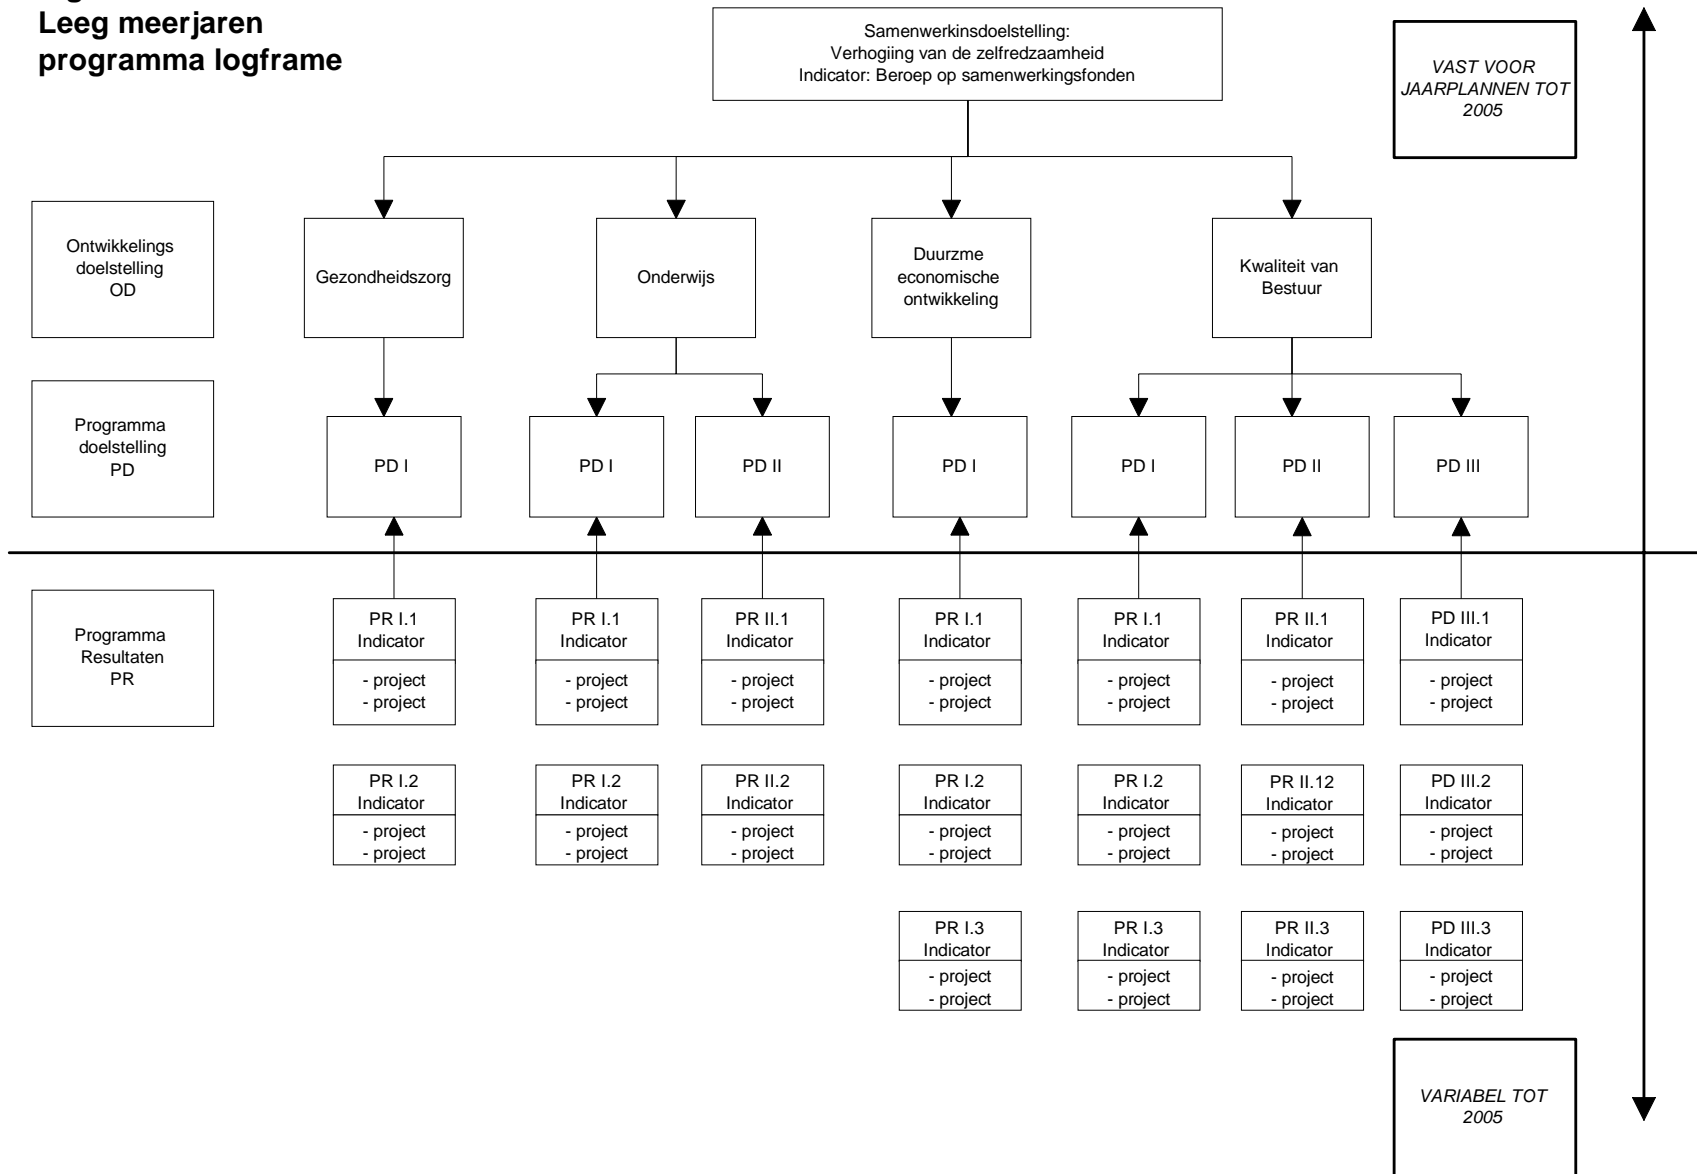 Leeg meerjaren
programma logframe
Samenwerkinsdoelstelling:
Verhogiing van de zelfredzaamheid
Indicator: Beroep op samenwerkingsfonden
VAST VOOR
JAARPLANNEN TOT
2005
Ontwikkelings
doelstelling
OD
Gezondheidszorg
Onderwijs
Duurzme
economische
ontwikkeling
Kwaliteit van
Bestuur
Programma
doelstelling
PD
PD I
PD I
PD II
PD I
PD I
PD II
PD III
Programma
Resultaten
PR
PR I.1
Indicator
- project
- project
PR I.1
Indicator
- project
- project
PR II.1
Indicator
- project
- project
PR I.1
Indicator
- project
- project
PR I.1
Indicator
- project
- project
PR II.1
Indicator
- project
- project
PD III.1
Indicator
- project
- project
PR I.2
Indicator
- project
- project
PR I.2
Indicator
- project
- project
PR II.2
Indicator
- project
- project
PR I.2
Indicator
- project
- project
PR I.2
Indicator
- project
- project
PR II.12
Indicator
- project
- project
PD III.2
Indicator
- project
- project
PR I.3
Indicator
- project
- project
PR I.3
Indicator
- project
- project
PR II.3
Indicator
- project
- project
PD III.3
Indicator
- project
- project
VARIABEL TOT
2005